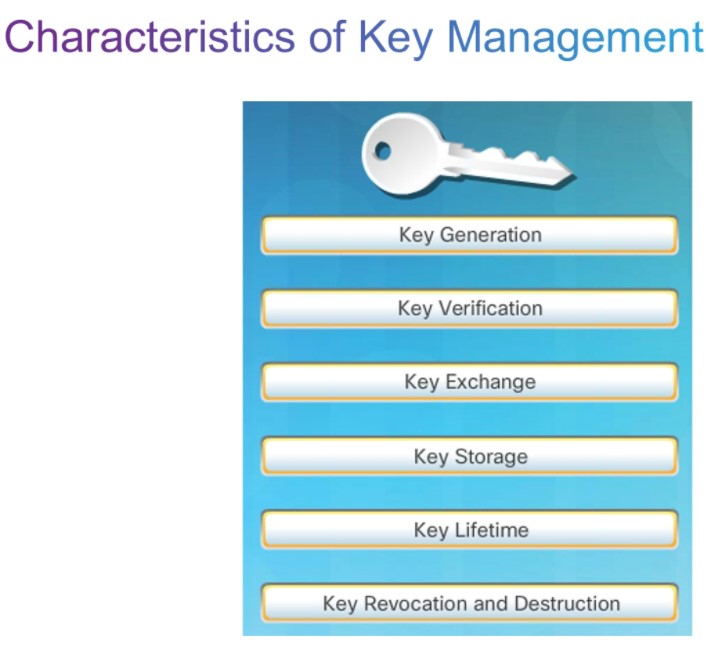 Characteristics of Key Management
Key Generation
Key Verification
Key Exchange
Key Storage
Key Lifetime
Key Revocation and Destruction